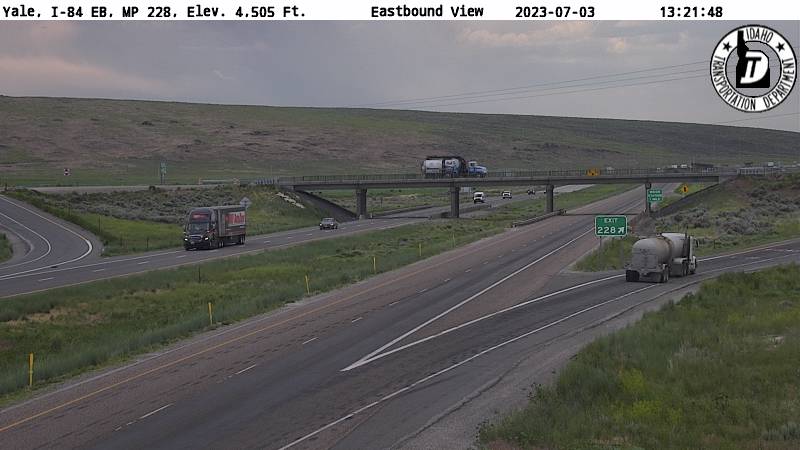 Yale, I-84 EB, MP 228, Elev. 4,505 Ft. Eastbound View 2023-07-03 13:21:48
IDAHO
TRANSPORTATION DEPARTMENT
EXIT
228